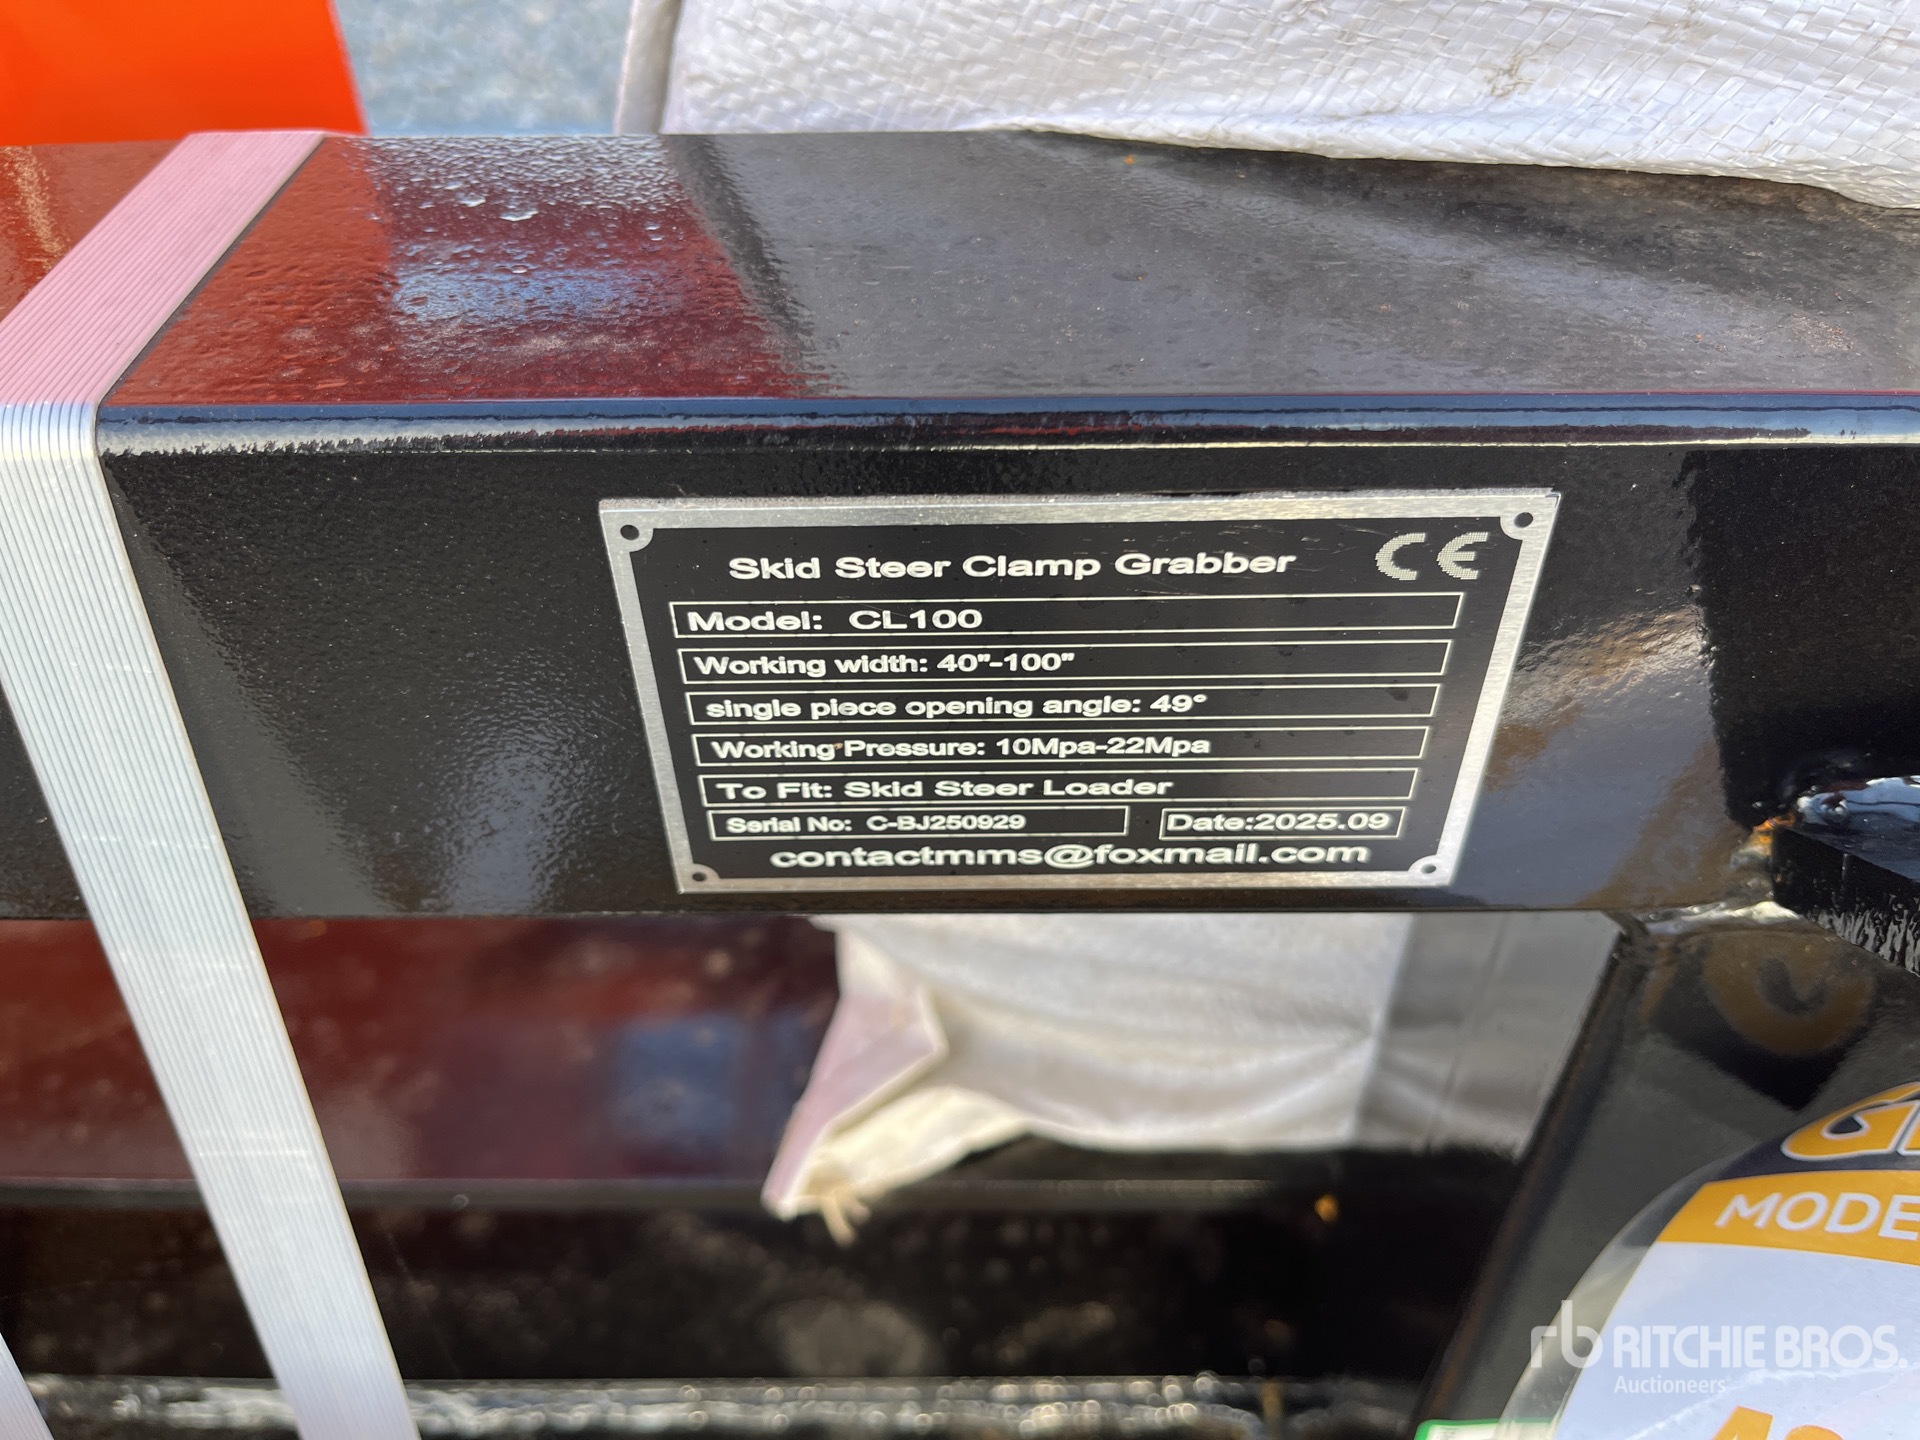 Skid Steer Clamp Grabber CE
Model: CL100
Working width: 40"-100"
single piece opening angle: 49°
Working Pressure: 10Mpa-22Mpa
To Fit: Skid Steer Loader
Serial No: C-BJ250929 Date:2025.09
contactmms@foxmail.com
MODE
rb RITCHIE BROS.
Auctioneers